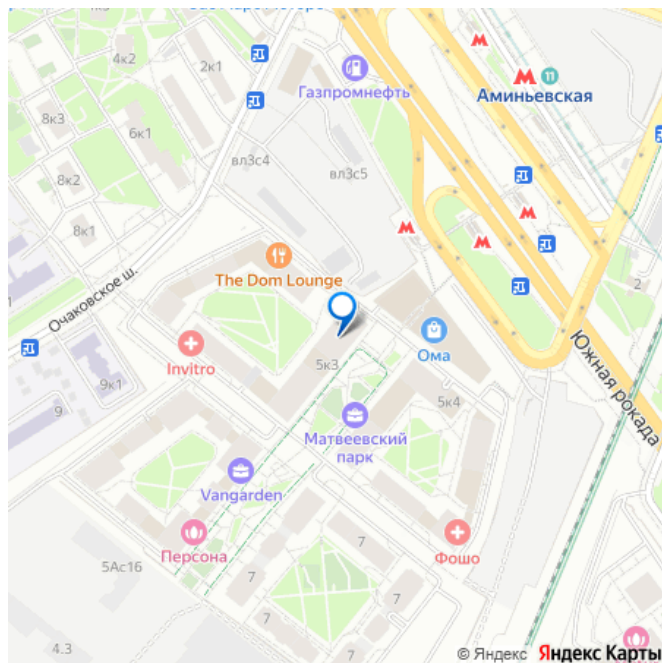 4к2
2к1
Газпромнефть
11
Аминьевская
8к3
6к1
вл3с4
вл3с5
8к2
8к1
The Dom Lounge
2
Очаковское ш.
Invitro
Ома
Южная рокада
5к3
9к1
9
5к4
Матвеевский
парк
Vangarden
Персона
7
Фошо
5Ас16
7
7
7
7
4.3
© Яндекс Яндекс Карты